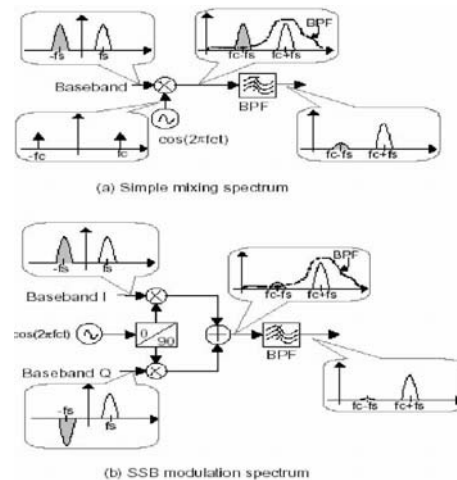 -fs fs
fc-fs fc+fs
BPF
Baseband
BPF
-fc fc
cos(2πfct)
fc-fs fc+fs
(a) Simple mixing spectrum
-fs fs
BPF
fc-fs fc+fs
Baseband I
cos(2πfct)
0
90
BPF
Baseband Q
-fs
fs
fc-fs fc+fs
(b) SSB modulation spectrum